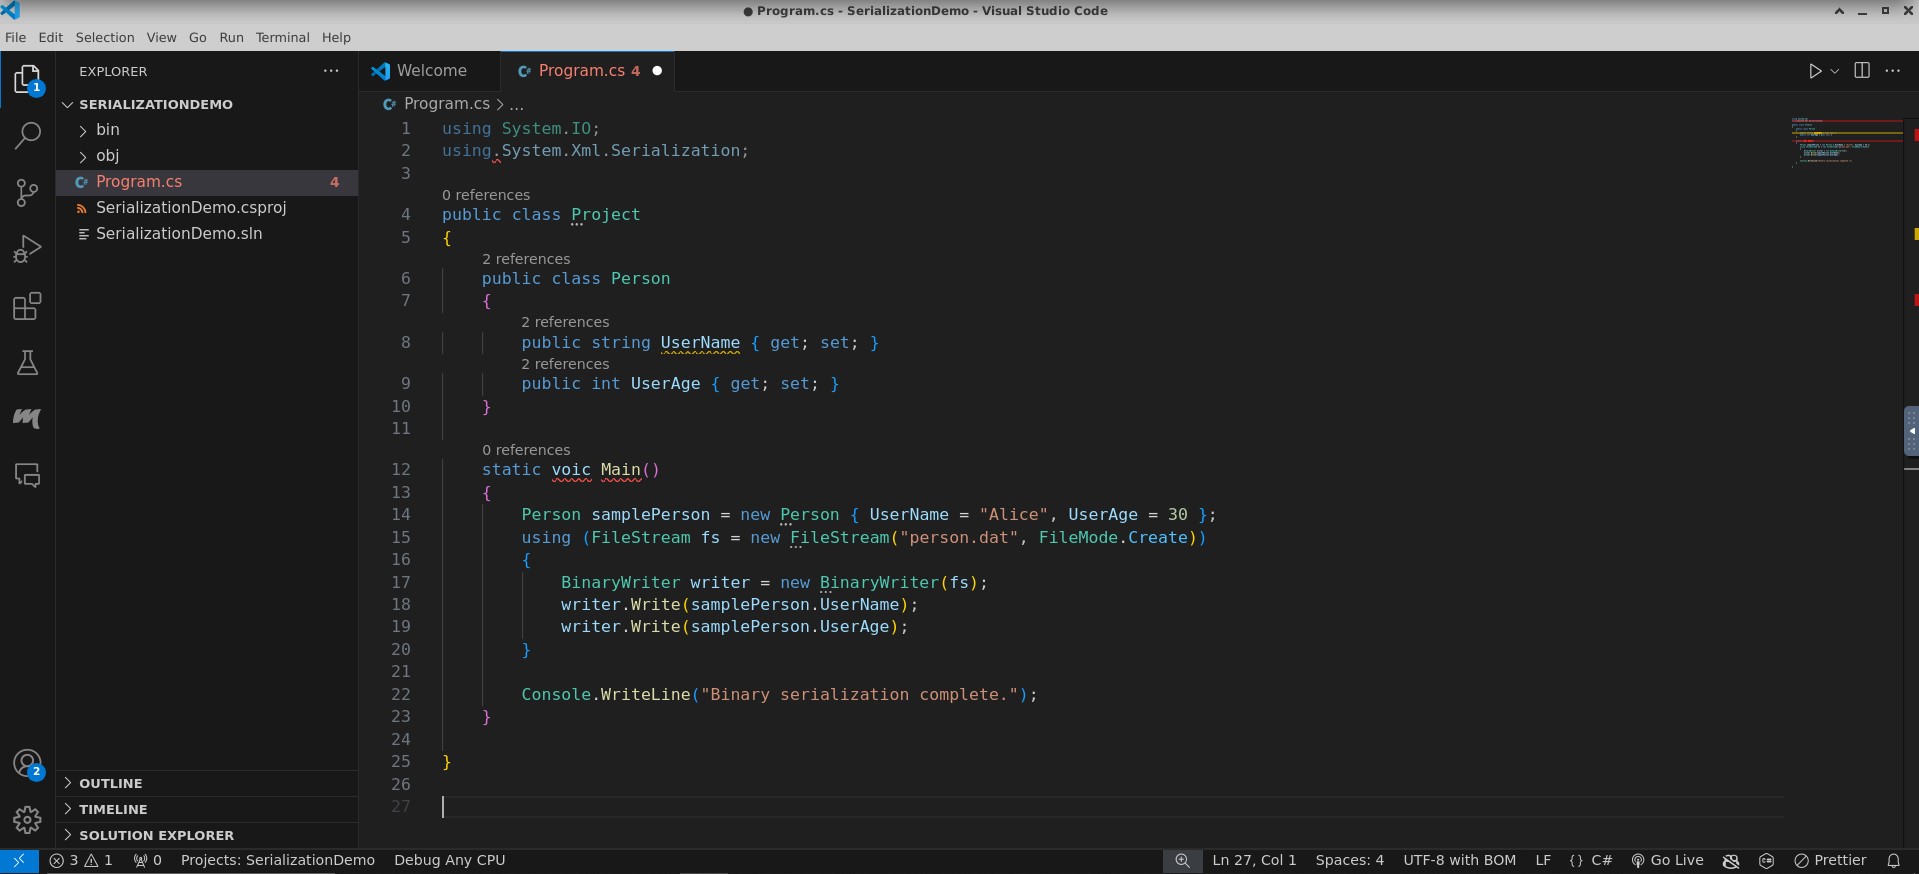 ● Program.cs - SerializationDemo - Visual Studio Code
File Edit Selection View Go Run Terminal Help
1
EXPLORER
SERIALIZATIONDEMO
bin
obj
Program.cs 4
SerializationDemo.csproj
SerializationDemo.sln
OUTLINE
TIMELINE
SOLUTION EXPLORER
2
Welcome
Program.cs 4
Program.cs > ...
1 using System.IO;
2 using.System.Xml.Serialization;
3
0 references
4 public class Project
5 {
2 references
6 public class Person
7 {
2 references
8 public string UserName { get; set; }
2 references
9 public int UserAge { get; set; }
10 }
11
0 references
12 static voic Main()
13 {
14 Person samplePerson = new Person { UserName = "Alice", UserAge = 30 };
15 using (FileStream fs = new FileStream("person.dat", FileMode.Create))
16 {
17 BinaryWriter writer = new BinaryWriter(fs);
18 writer.Write(samplePerson.UserName);
19 writer.Write(samplePerson.UserAge);
20 }
21
22 Console.WriteLine("Binary serialization complete.");
23 }
24
25 }
26
27
3 1 0 Projects: SerializationDemo Debug Any CPU Ln 27, Col 1 Spaces: 4 UTF-8 with BOM LF {} C# Go Live Prettier